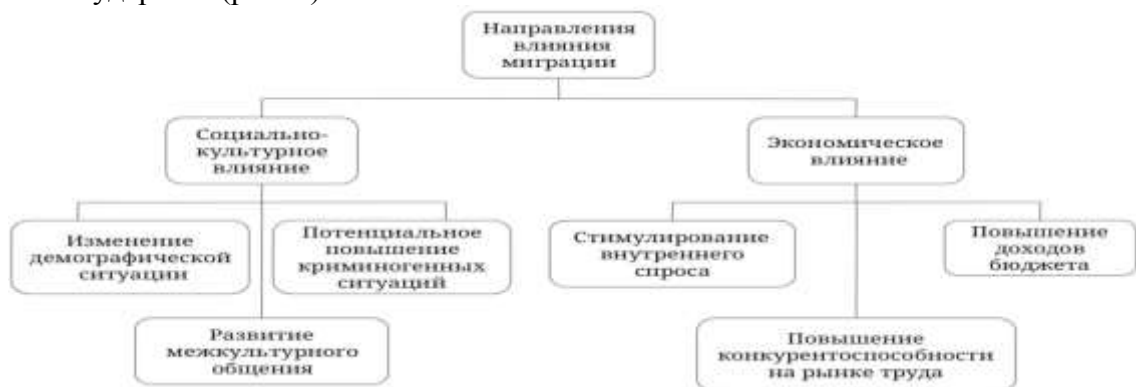 Направления
влияния
миграции
Социально-
культурное
влияние
Экономическое
влияние
Изменение
демографической
ситуации
Потенциальное
повышение
криминогенных
ситуаций
Стимулирование
внутреннего
спроса
Повышение
доходов
бюджета
Развитие
межкультурного
общения
Повышение
конкурентоспособности
на рынке труда